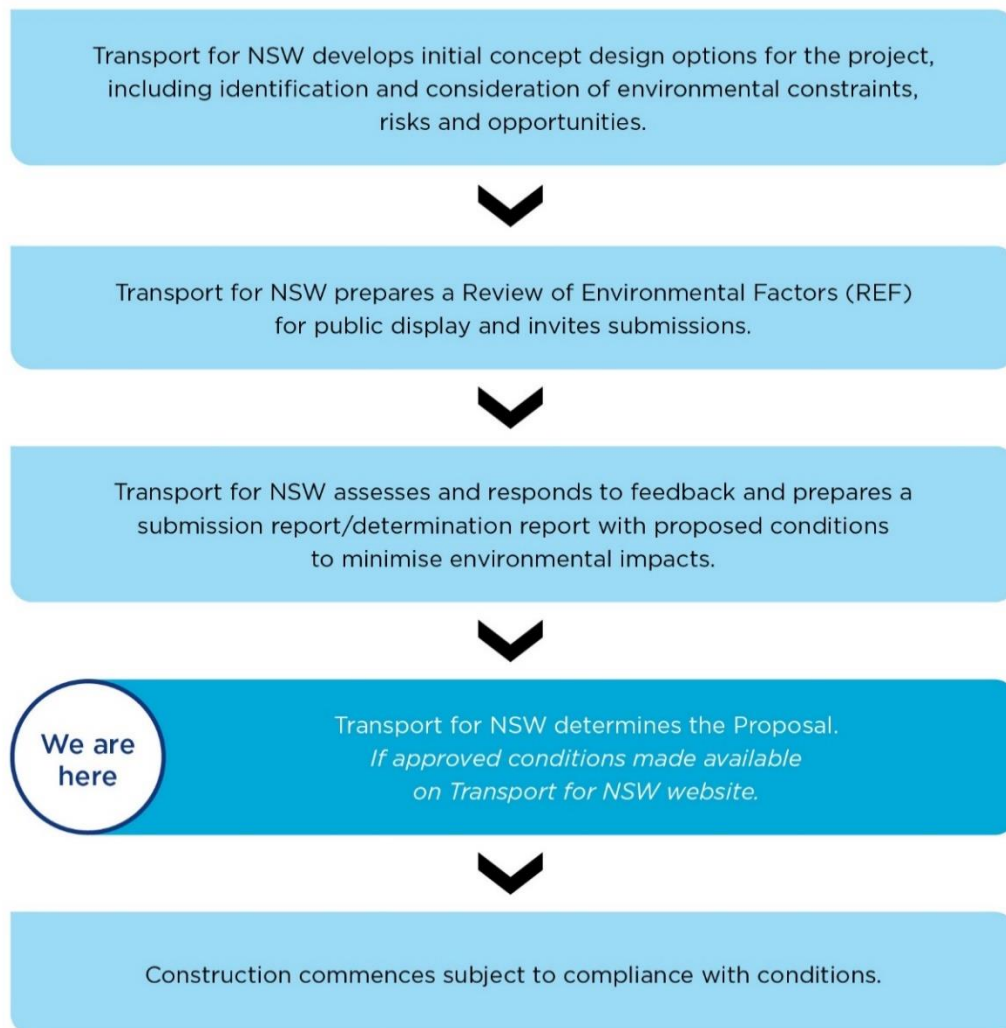 Transport for NSW develops initial concept design options for the project,
including identification and consideration of environmental constraints,
risks and opportunities.
Transport for NSW prepares a Review of Environmental Factors (REF)
for public display and invites submissions.
Transport for NSW assesses and responds to feedback and prepares a
submission report/determination report with proposed conditions
to minimise environmental impacts.
We are
here
Transport for NSW determines the Proposal.
If approved conditions made available
on Transport for NSW website.
Construction commences subject to compliance with conditions.